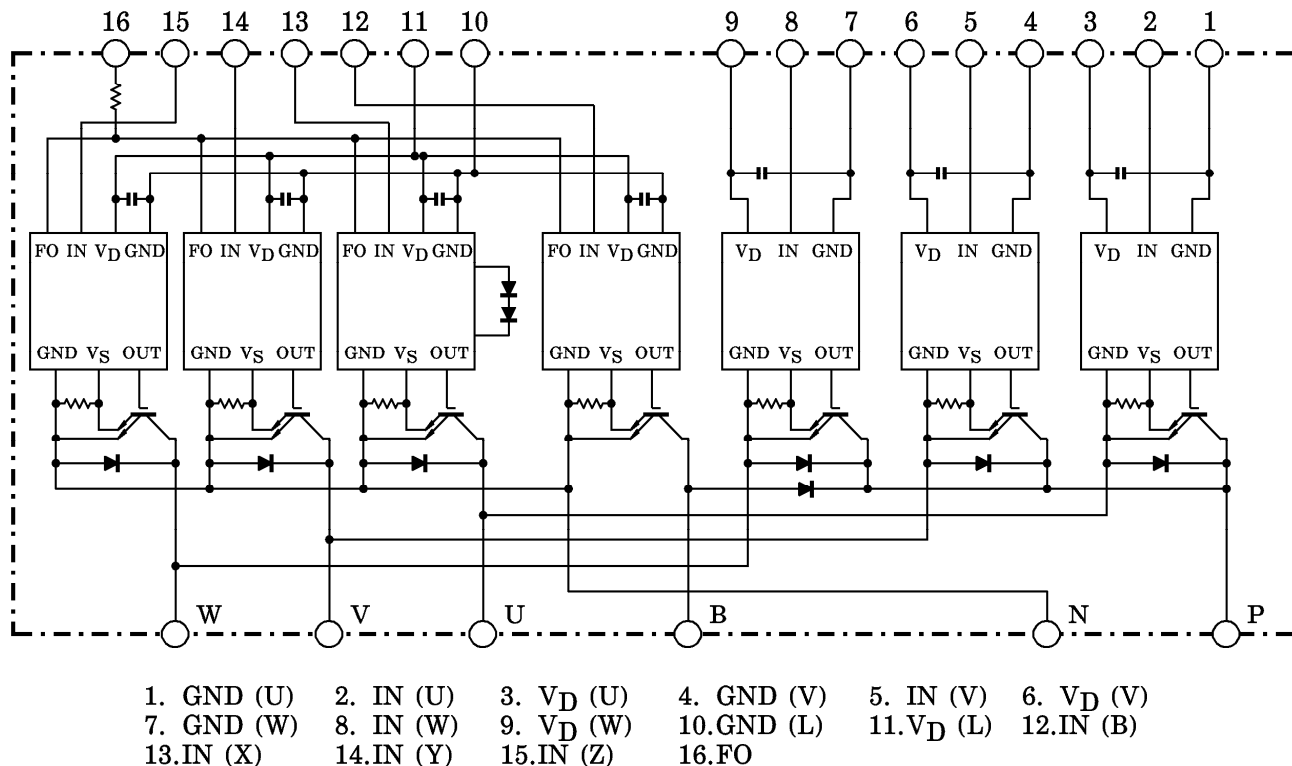 16 15 14 13 12 11 10 9 8 7 6 5 4 3 2 1
FO IN VD GND FO IN VD GND FO IN VD GND FO IN VD GND VD IN GND VD IN GND VD IN GND
GND VS OUT GND VS OUT GND VS OUT GND VS OUT GND VS OUT GND VS OUT GND VS OUT
W V U B N P
1. GND (U) 2. IN (U) 3. VD (U) 4. GND (V) 5. IN (V) 6. VD (V)
7. GND (W) 8. IN (W) 9. VD (W) 10.GND (L) 11.VD (L) 12.IN (B)
13.IN (X) 14.IN (Y) 15.IN (Z) 16.FO